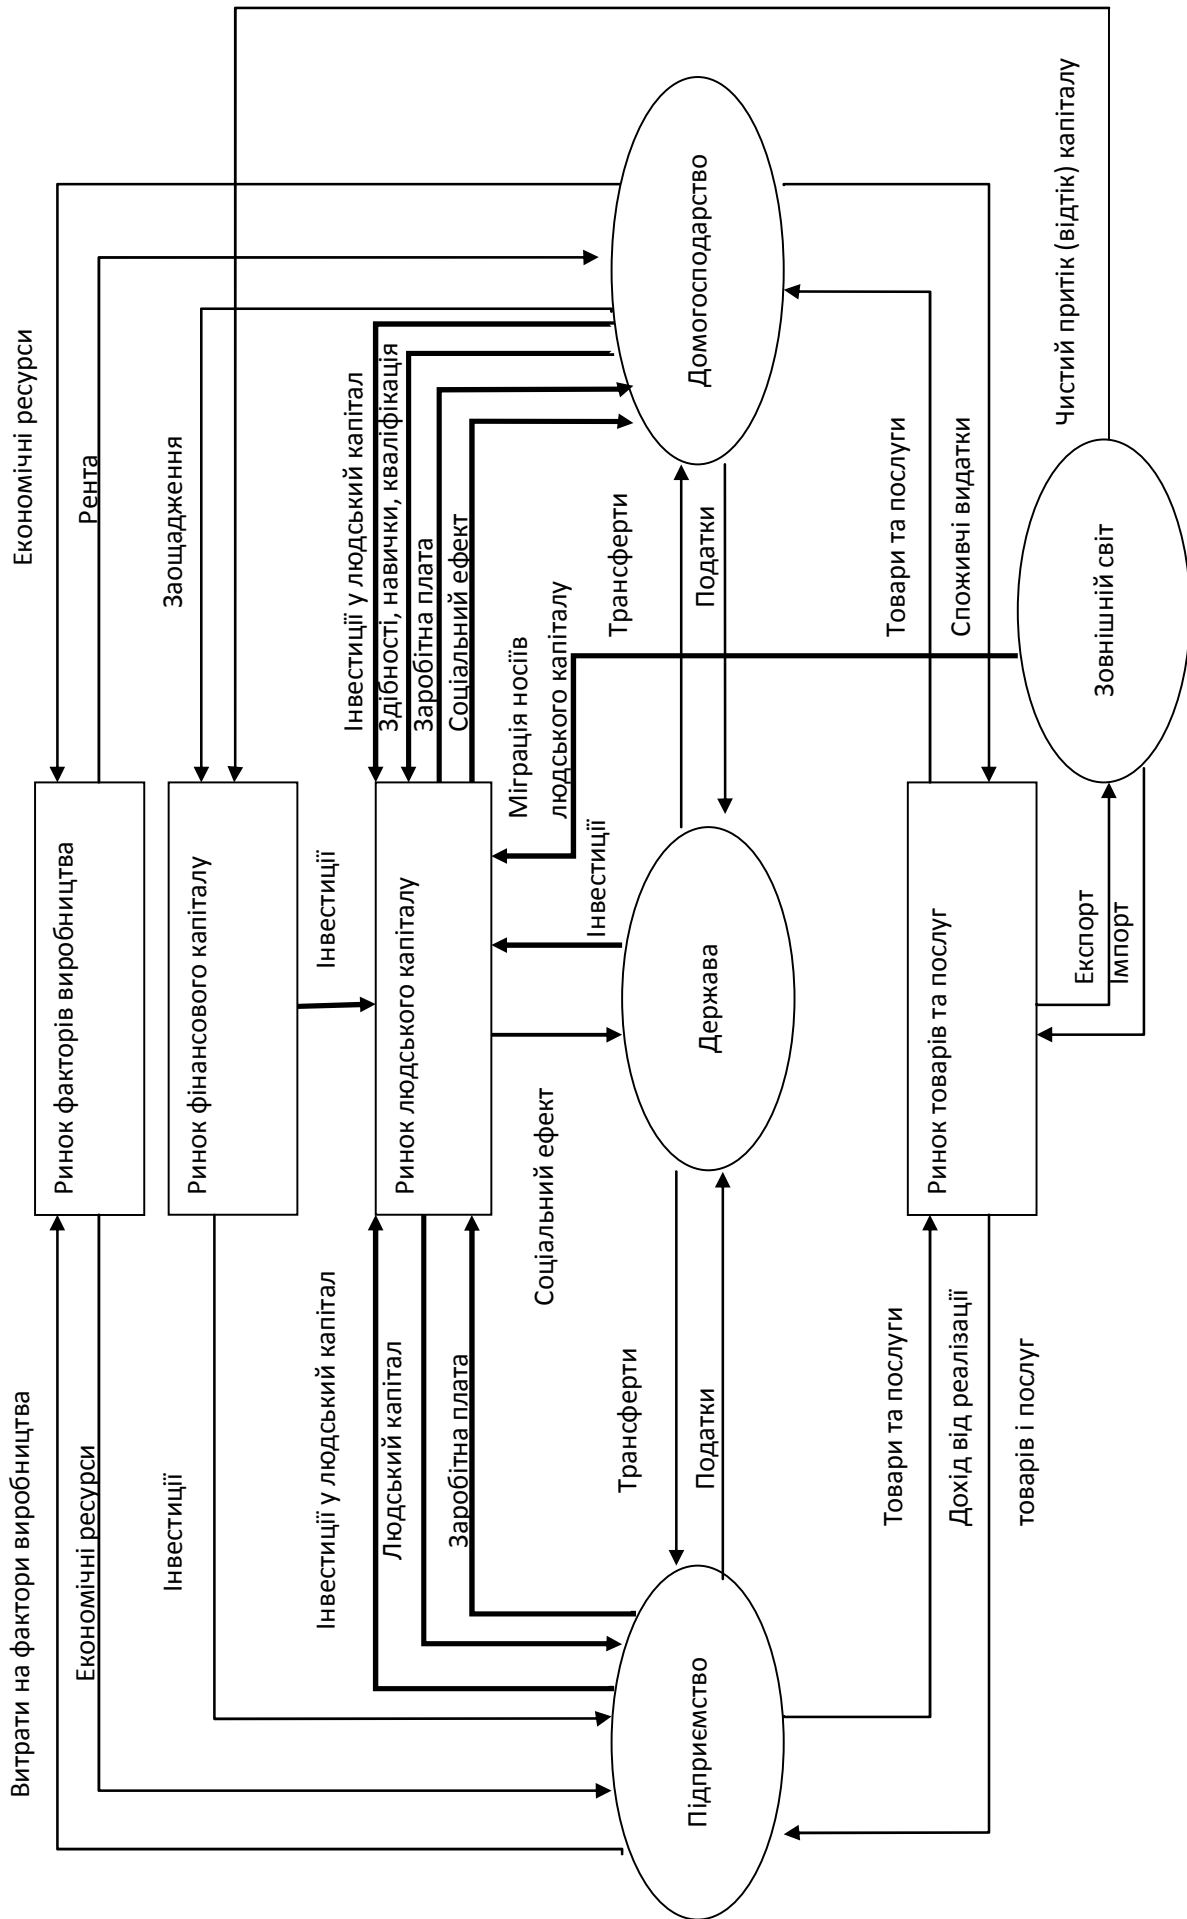 Витрати на фактори виробництва
Економічні ресурси
Економічні ресурси
Рента
Ринок факторів виробництва
Інвестиції
Заощадження
Ринок фінансового капіталу
Інвестиції
Інвестиції у людський капітал
Людський капітал
Заробітна плата
Ринок людського капіталу
Інвестиції у людський капітал
Здібності, навички, кваліфікація
Заробітна плата
Соціальний ефект
Соціальний ефект
Інвестиції
Міграція носіїв
людського капіталу
Трансферти
Податки
Трансферти
Податки
Підприємство
Держава
Домогосподарство
Товари та послуги
Дохід від реалізації
товарів і послуг
Ринок товарів та послуг
Товари та послуги
Споживчі видатки
Експорт
Імпорт
Зовнішній світ
Чистий притік (відтік) капіталу